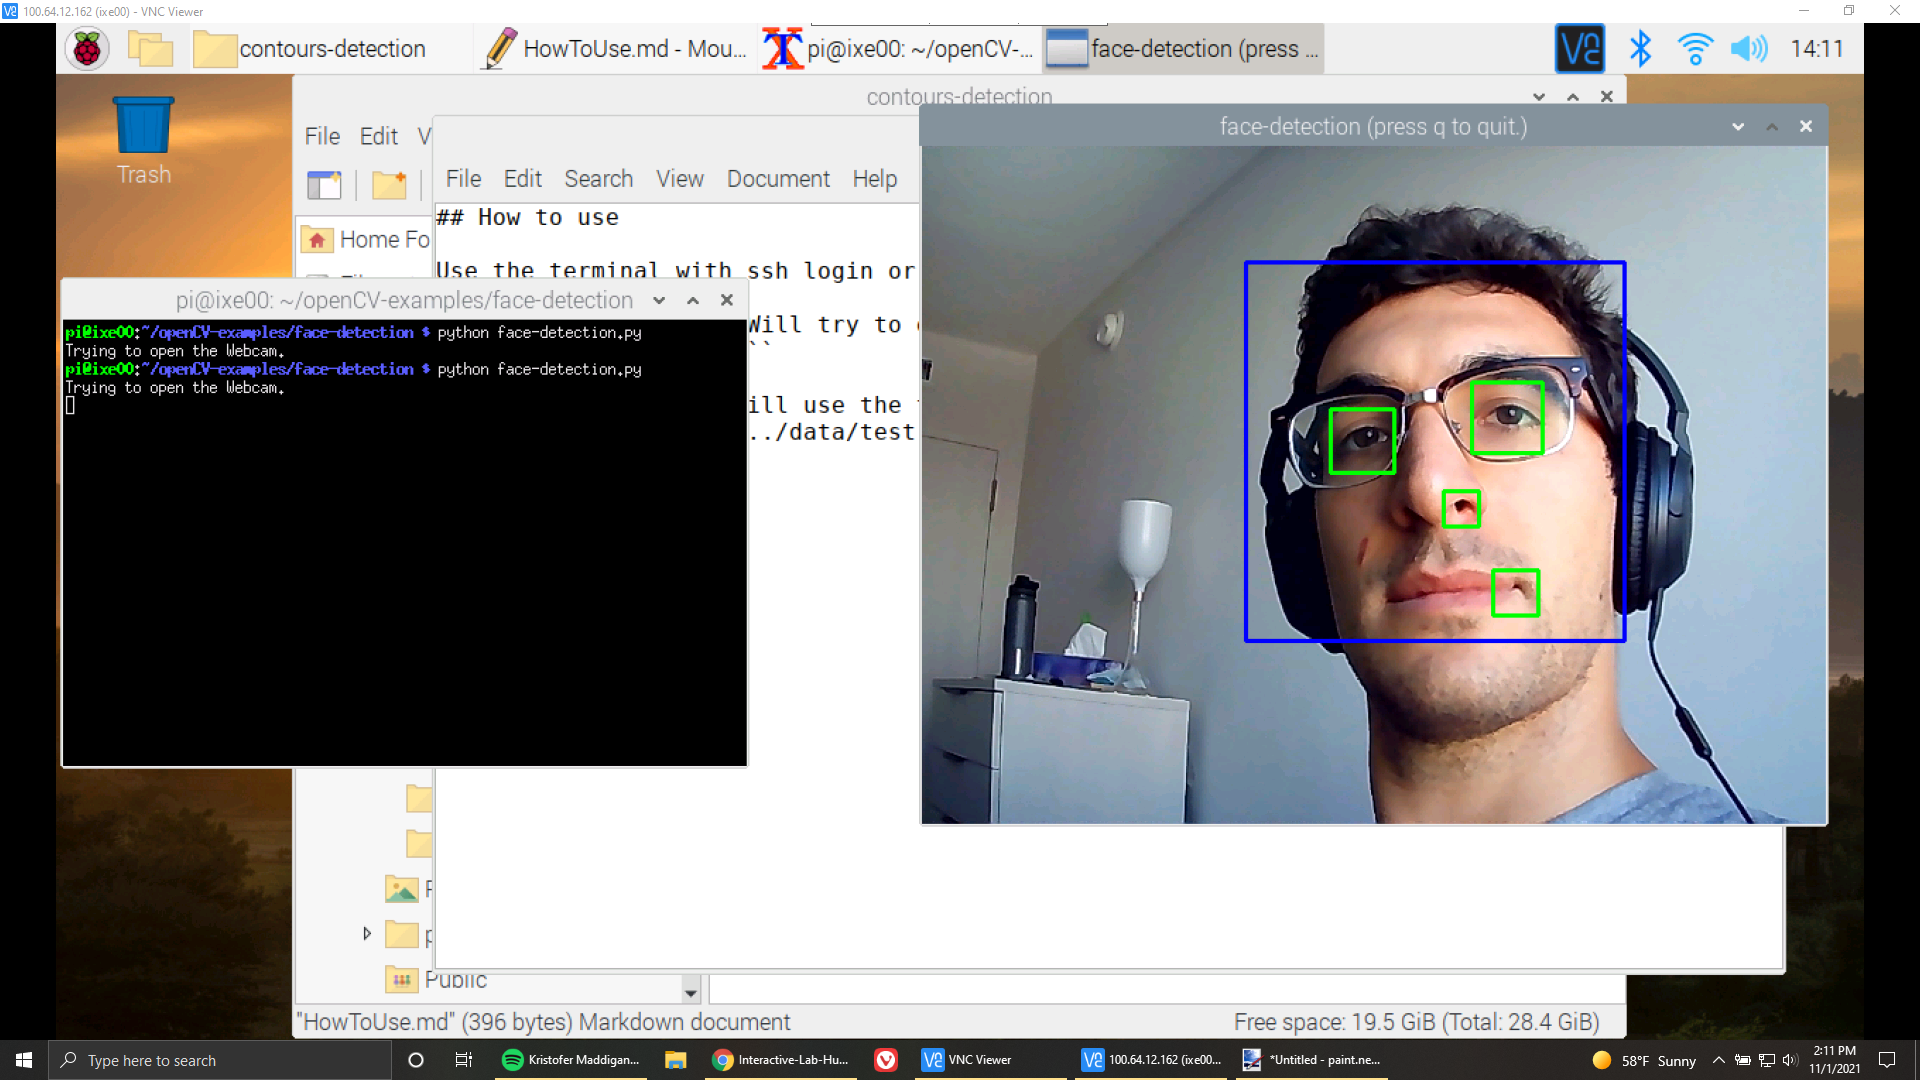 100.64.12.162 (ixe00) - VNC Viewer
contours-detection
HowToUse.md - Mou...
pi@ixe00: ~/openCV-...
face-detection (press ...
14:11
Trash
contours-detection
File Edit V
face-detection (press q to quit.)
File Edit Search View Document Help
## How to use
Home Fo
Use the terminal with ssh login or
pi@ixe00: ~/openCV-examples/face-detection
Will try to
``
ill use the
../data/test
pi@ixe00:~/openCV-examples/face-detection $ python face-detection.py
Trying to open the Webcam.
pi@ixe00:~/openCV-examples/face-detection $ python face-detection.py
Trying to open the Webcam.
Public
"HowToUse.md" (396 bytes) Markdown document
Free space: 19.5 GiB (Total: 28.4 GiB)
Type here to search
Kristofer Maddigan...
Interactive-Lab-Hu...
VNC Viewer
100.64.12.162 (ixe00...
*Untitled - paint.ne...
58°F Sunny
2:11 PM
11/1/2021